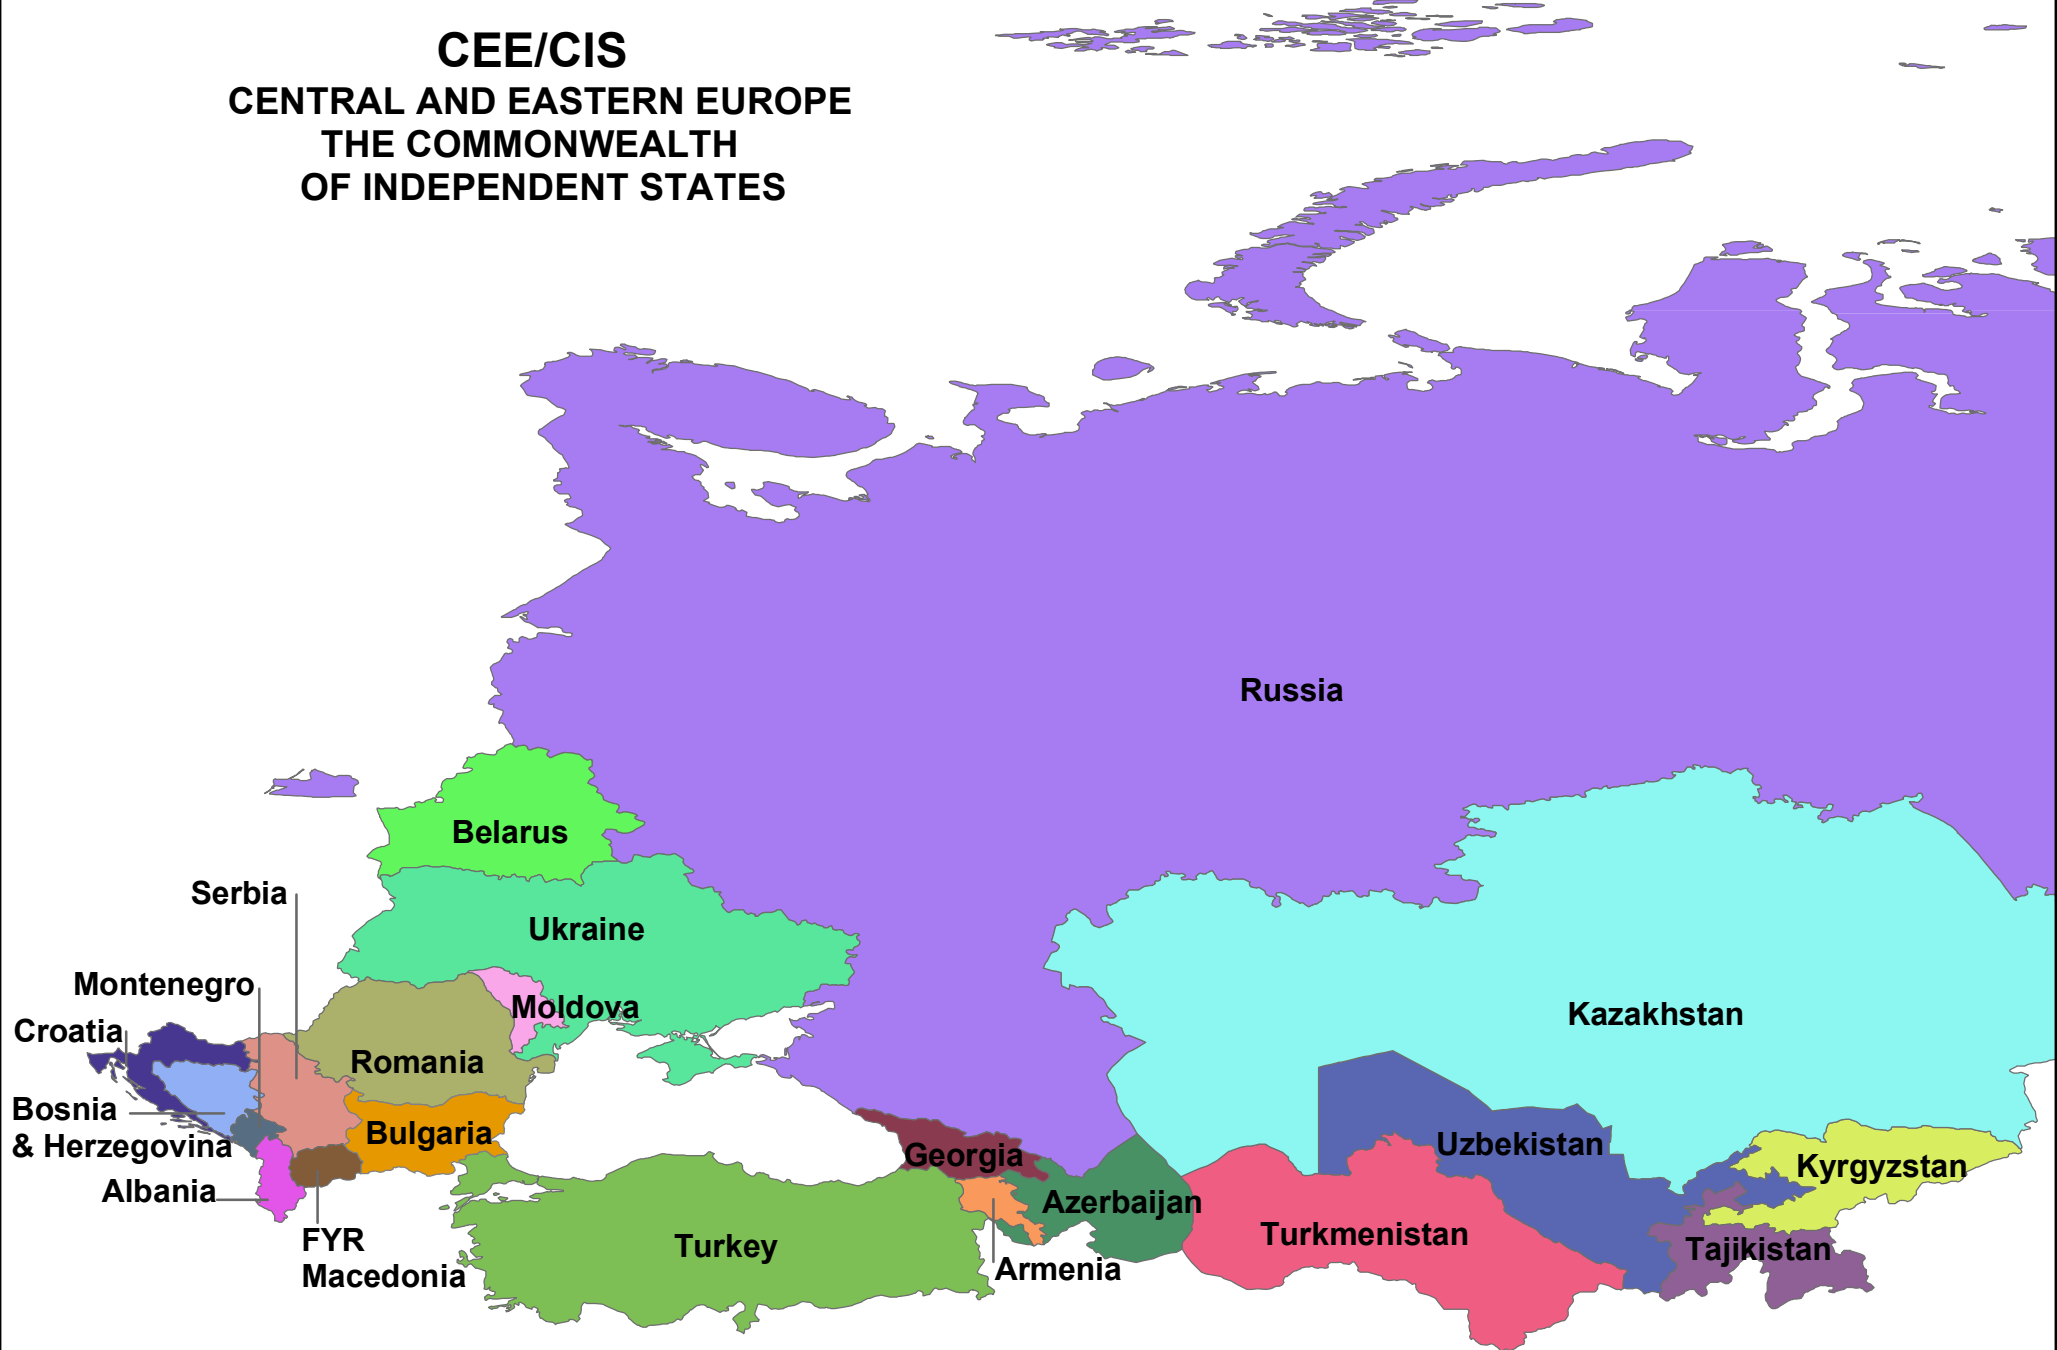 CEE/CIS
CENTRAL AND EASTERN EUROPE
THE COMMONWEALTH
OF INDEPENDENT STATES
Russia
Belarus
Serbia
Ukraine
Montenegro
Moldova
Kazakhstan
Croatia
Romania
Bosnia
& Herzegovina
Bulgaria
Uzbekistan
Georgia
Kyrgyzstan
Albania
Azerbaijan
Turkmenistan
FYR
Macedonia
Turkey
Tajikistan
Armenia